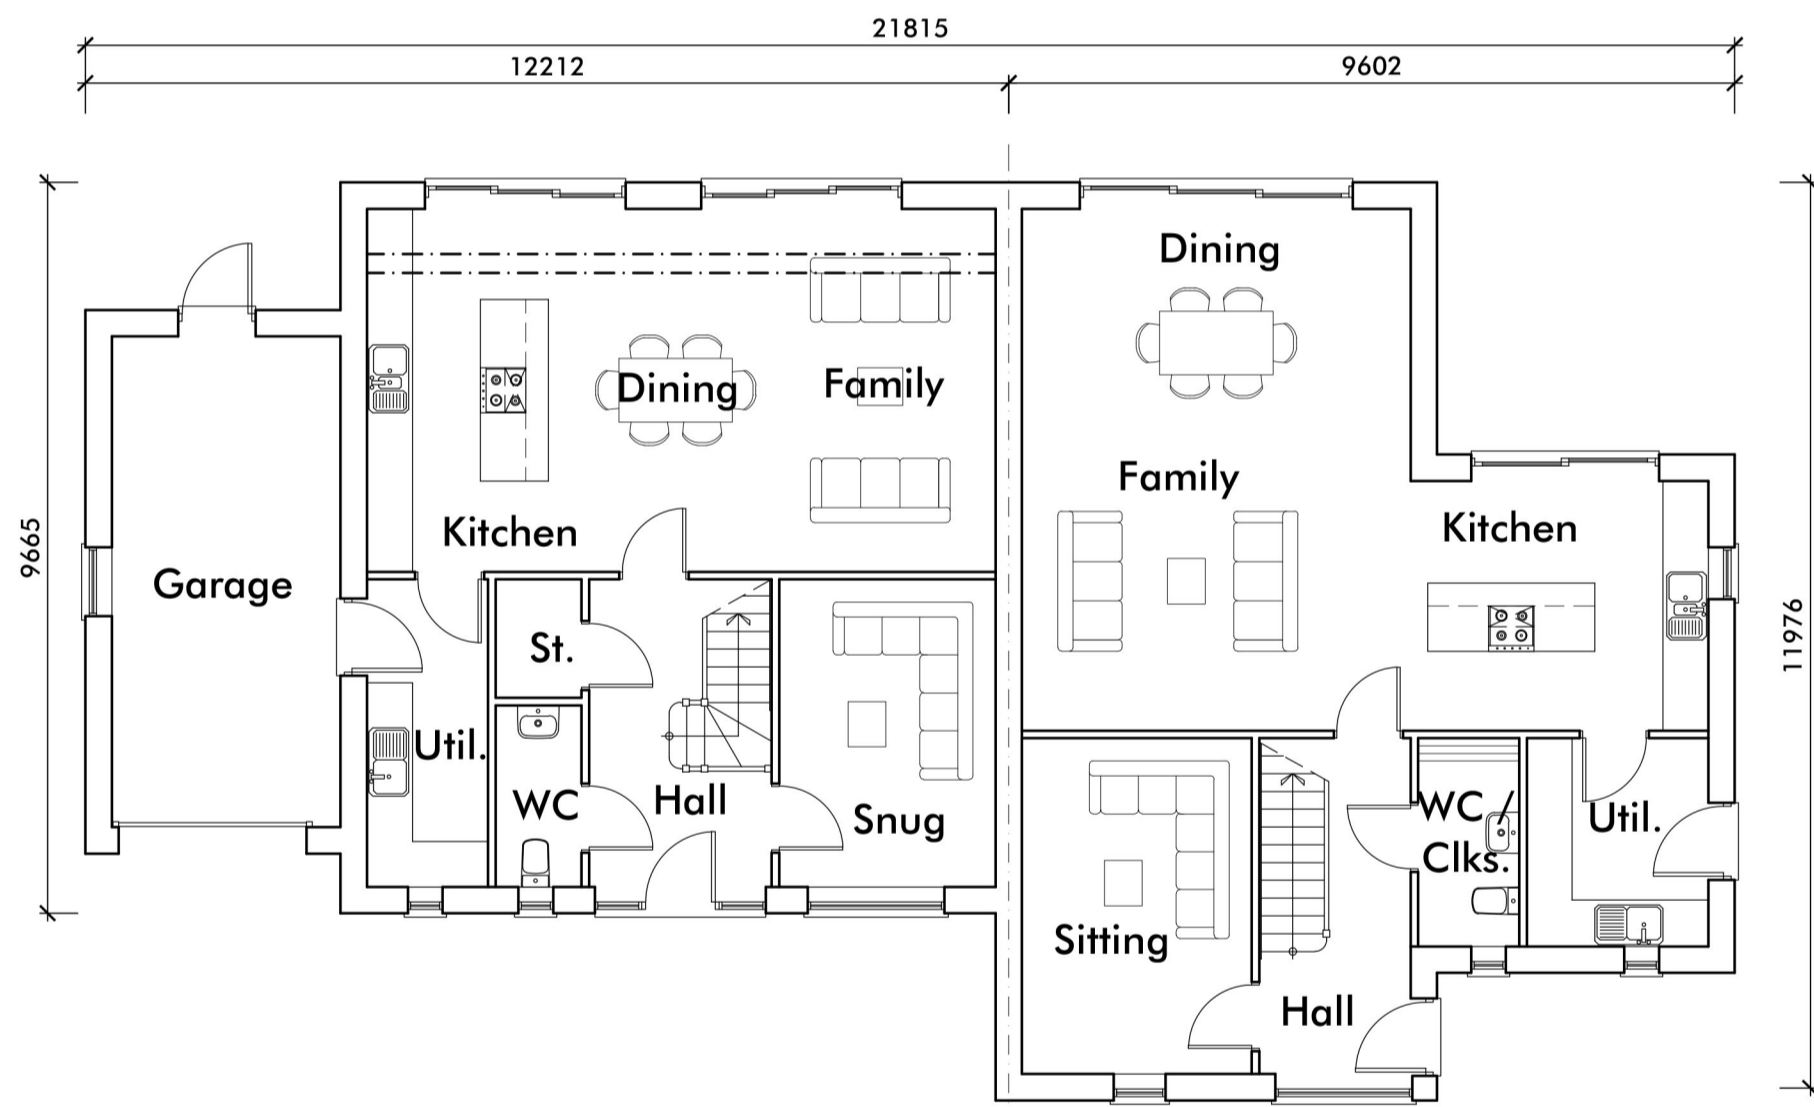 21815
12212
9602
Dining
Dining
Family
Family
Kitchen
Kitchen
9665
Garage
11976
St.
Util.
WC
Hall
Snug
WC /
Clks.
Util.
Sitting
Hall